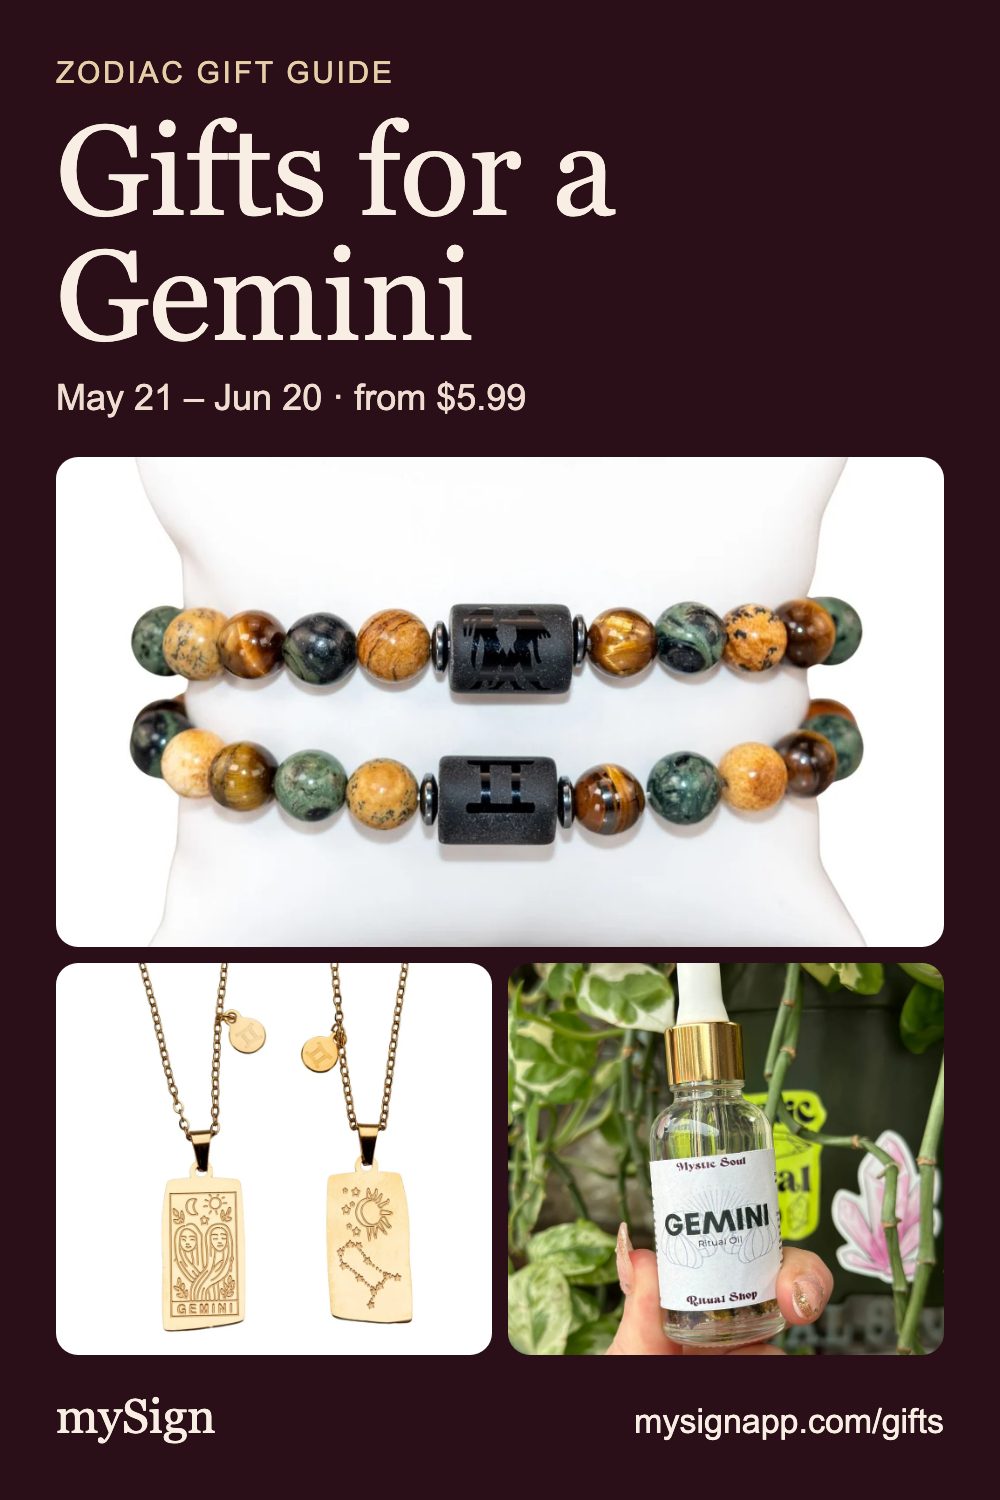 ZODIAC GIFT GUIDE
Gifts for a
Gemini
May 21 – Jun 20 · from $5.99
GEMINI
Mystic Soul
GEMINI
Ritual Oil
Ritual Shop
mySign
mysignapp.com/gifts